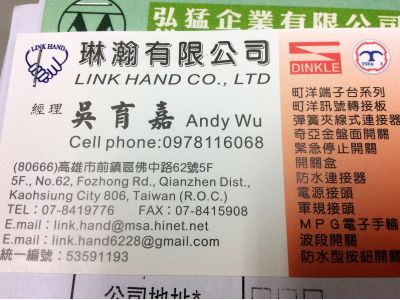 弘猛企業有限公司
LINK HAND
琳瀚有限公司
LINK HAND CO., LTD
經理 吳育嘉 Andy Wu
Cell phone:0978116068
(80666)高雄市前鎮區佛中路62號5F
5F., No.62, Fozhong Rd., Qianzhen Dist.,
Kaohsiung City 806, Taiwan (R.O.C.)
TEL：07-8419776 FAX：07-8415908
E.mail：link.hand@msa.hinet.net
E.mail：link.hand6228@gmail.com
統一編號：53591193
DINKLE
町洋端子台系列
町洋訊號轉接板
彈簧夾線式連接器
奇亞金盤面開關
緊急停止開關
開關盒
防水連接器
電源接頭
軍規接頭
MPG電子手輪
波段開關
防水型按鈕開關
公司地址*